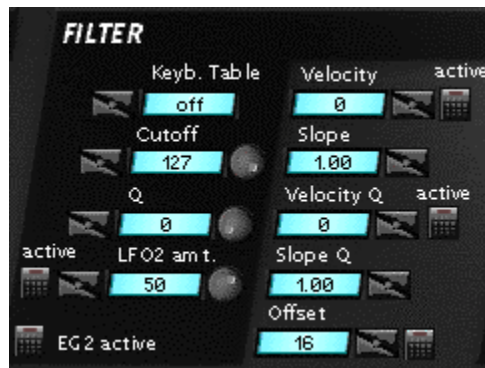 FILTER
Keyb. Table
off
Cutoff
127
Q
0
active
LFO2 amt.
50
EG2 active
Velocity
active
0
Slope
1.00
Velocity Q
active
0
Slope Q
1.00
Offset
16